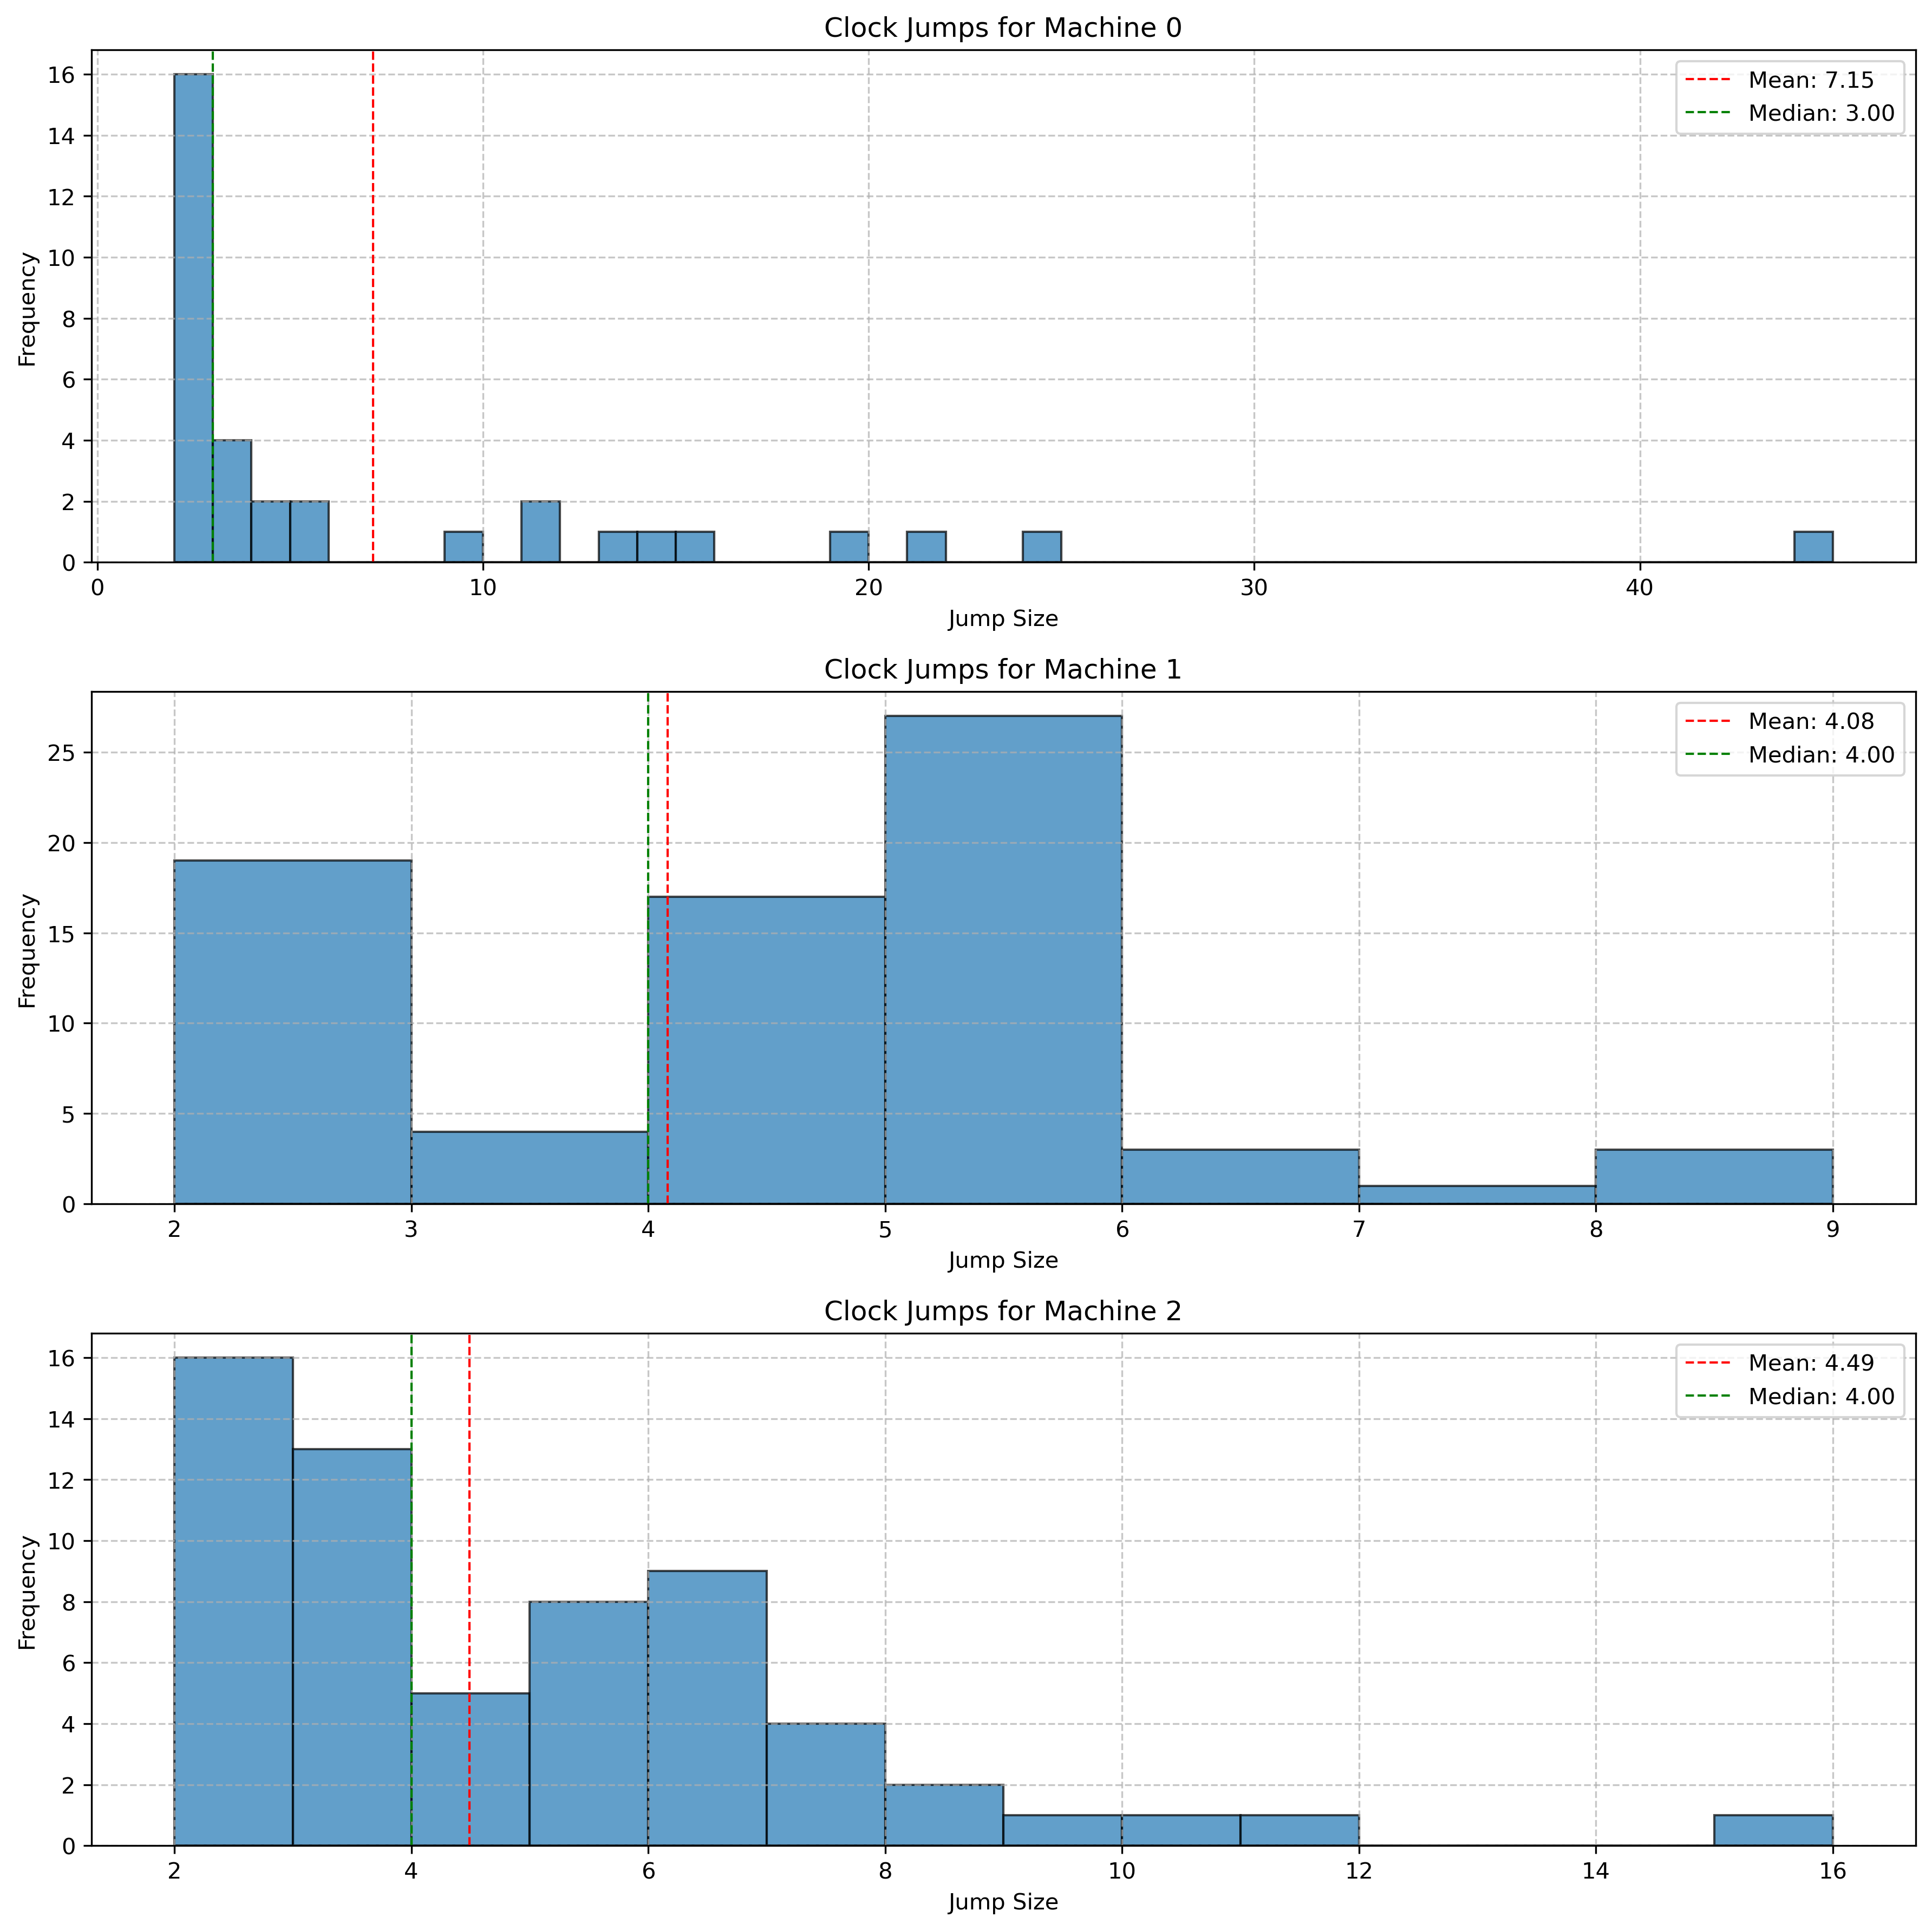 Clock Jumps for Machine 0
Mean: 7.15
Median: 3.00
Frequency
16
14
12
10
8
6
4
2
0
0 10 20 30 40
Jump Size
Clock Jumps for Machine 1
Mean: 4.08
Median: 4.00
Frequency
25
20
15
10
5
0
2 3 4 5 6 7 8 9
Jump Size
Clock Jumps for Machine 2
Mean: 4.49
Median: 4.00
Frequency
16
14
12
10
8
6
4
2
0
2 4 6 8 10 12 14 16
Jump Size